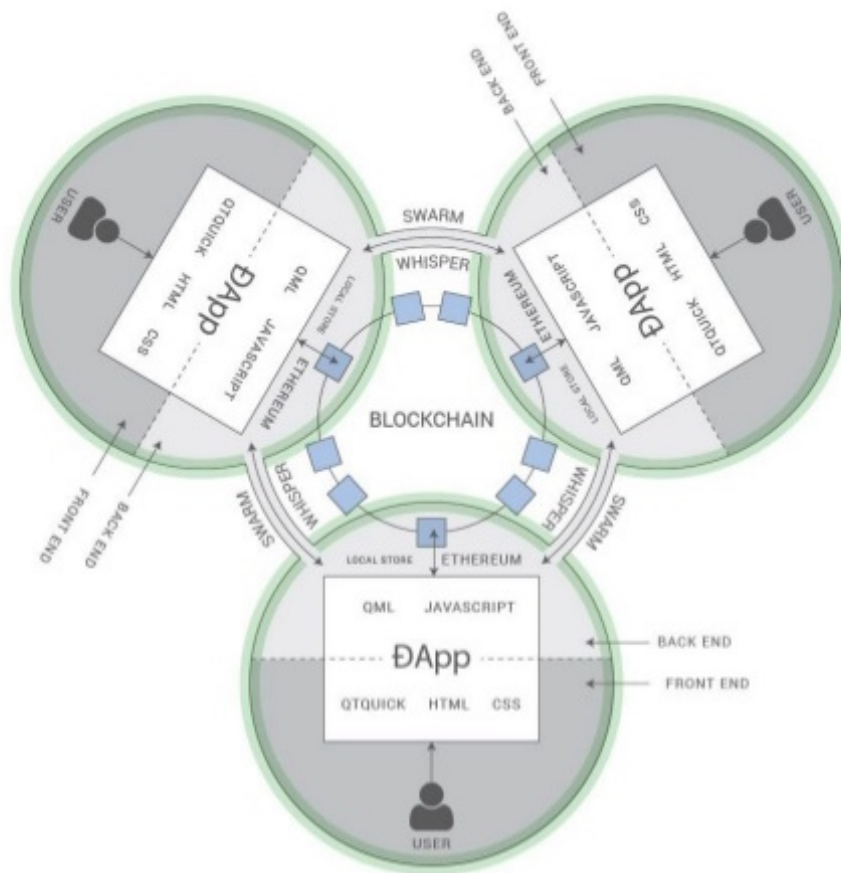 FRONT END
BACK END
USER
QTQUICK HTML CSS
ĐApp
QML JAVASCRIPT
LOCAL STORE
ETHEREUM
FRONT END
BACK END
SWARM
WHISPER
USER
QTQUICK HTML CSS
ĐApp
QML JAVASCRIPT
ETHEREUM
LOCAL STORE
BLOCKCHAIN
WHISPER
SWARM
WHISPER
SWARM
LOCAL STORE ETHEREUM
QML JAVASCRIPT
ĐApp
QTQUICK HTML CSS
BACK END
FRONT END
USER